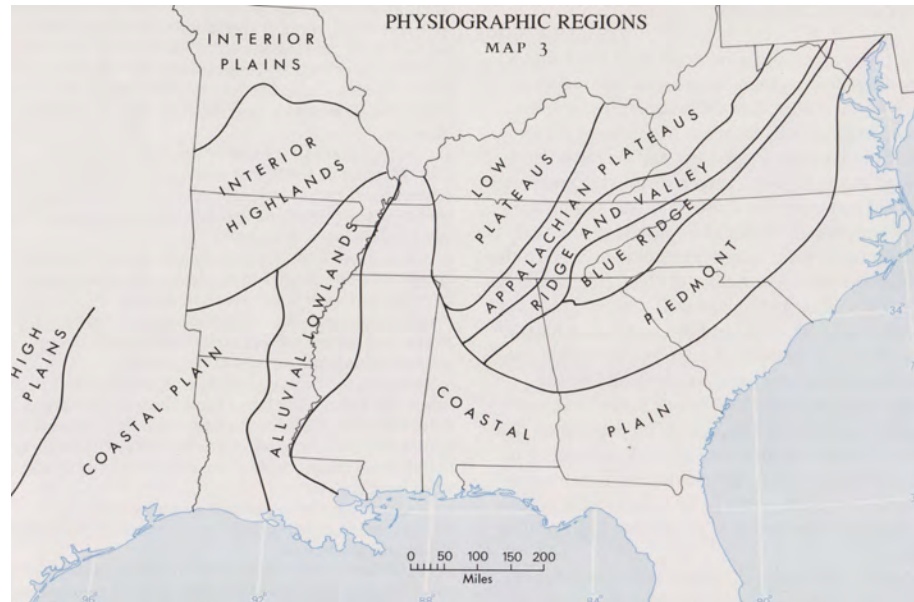 PHYSIOGRAPHIC REGIONS
MAP 3
INTERIOR
PLAINS
INTERIOR
HIGHLANDS
LOW
PLATEAUS
APPALACHIAN PLATEAUS
RIDGE AND VALLEY
BLUE RIDGE
PIEDMONT
ALLUVIAL LOWLANDS
HIGH
PLAINS
COASTAL PLAIN
COASTAL
PLAIN
34°
0 50 100 150 200
Miles